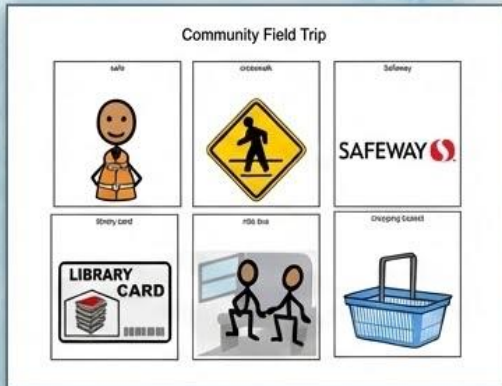 Community Field Trip
safe
crosswalk
Safeway
SAFEWAY
library card
ride bus
shopping basket
LIBRARY
CARD